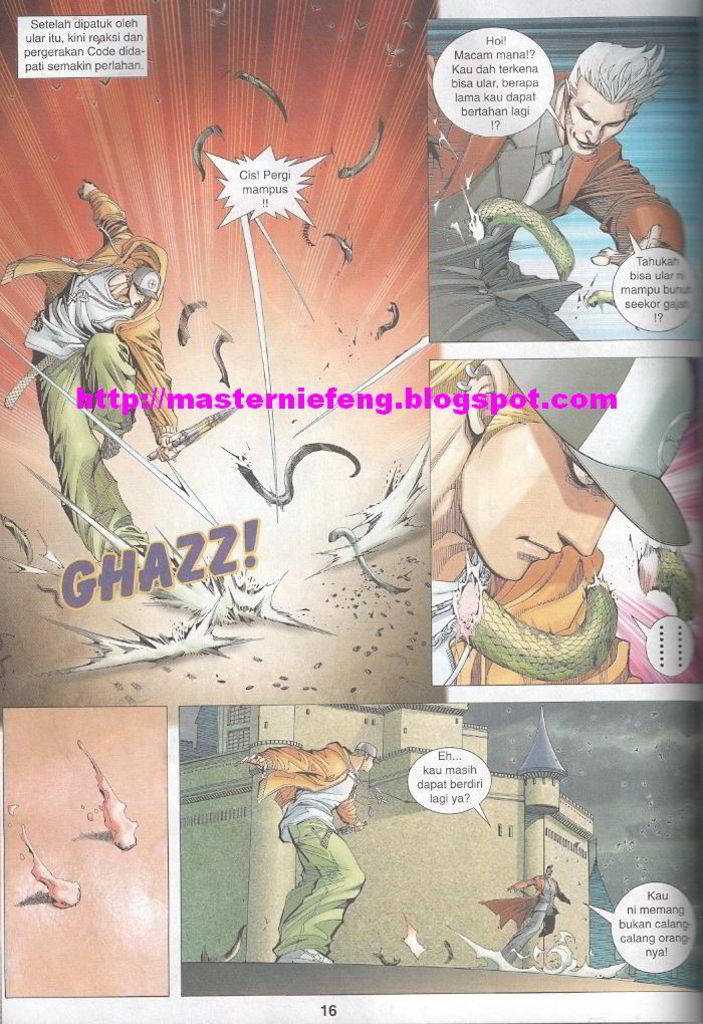 Setelah dipatuk oleh
ular itu, kini reaksi dan
pergerakan Code dida-
pati semakin perlahan.
Cis! Pergi
mampus
!!
GHAZZ!
Hoi!
Macam mana!?
Kau dah terkena
bisa ular, berapa
lama kau dapat
bertahan lagi
!?
Tahukah
bisa ular ni
mampu bunuh
seekor gajah
!?
http://masterniefeng.blogspot.com
Eh...
kau masih
dapat berdiri
lagi ya?
Kau
ni memang
bukan calang-
calang orang-
nya!
16